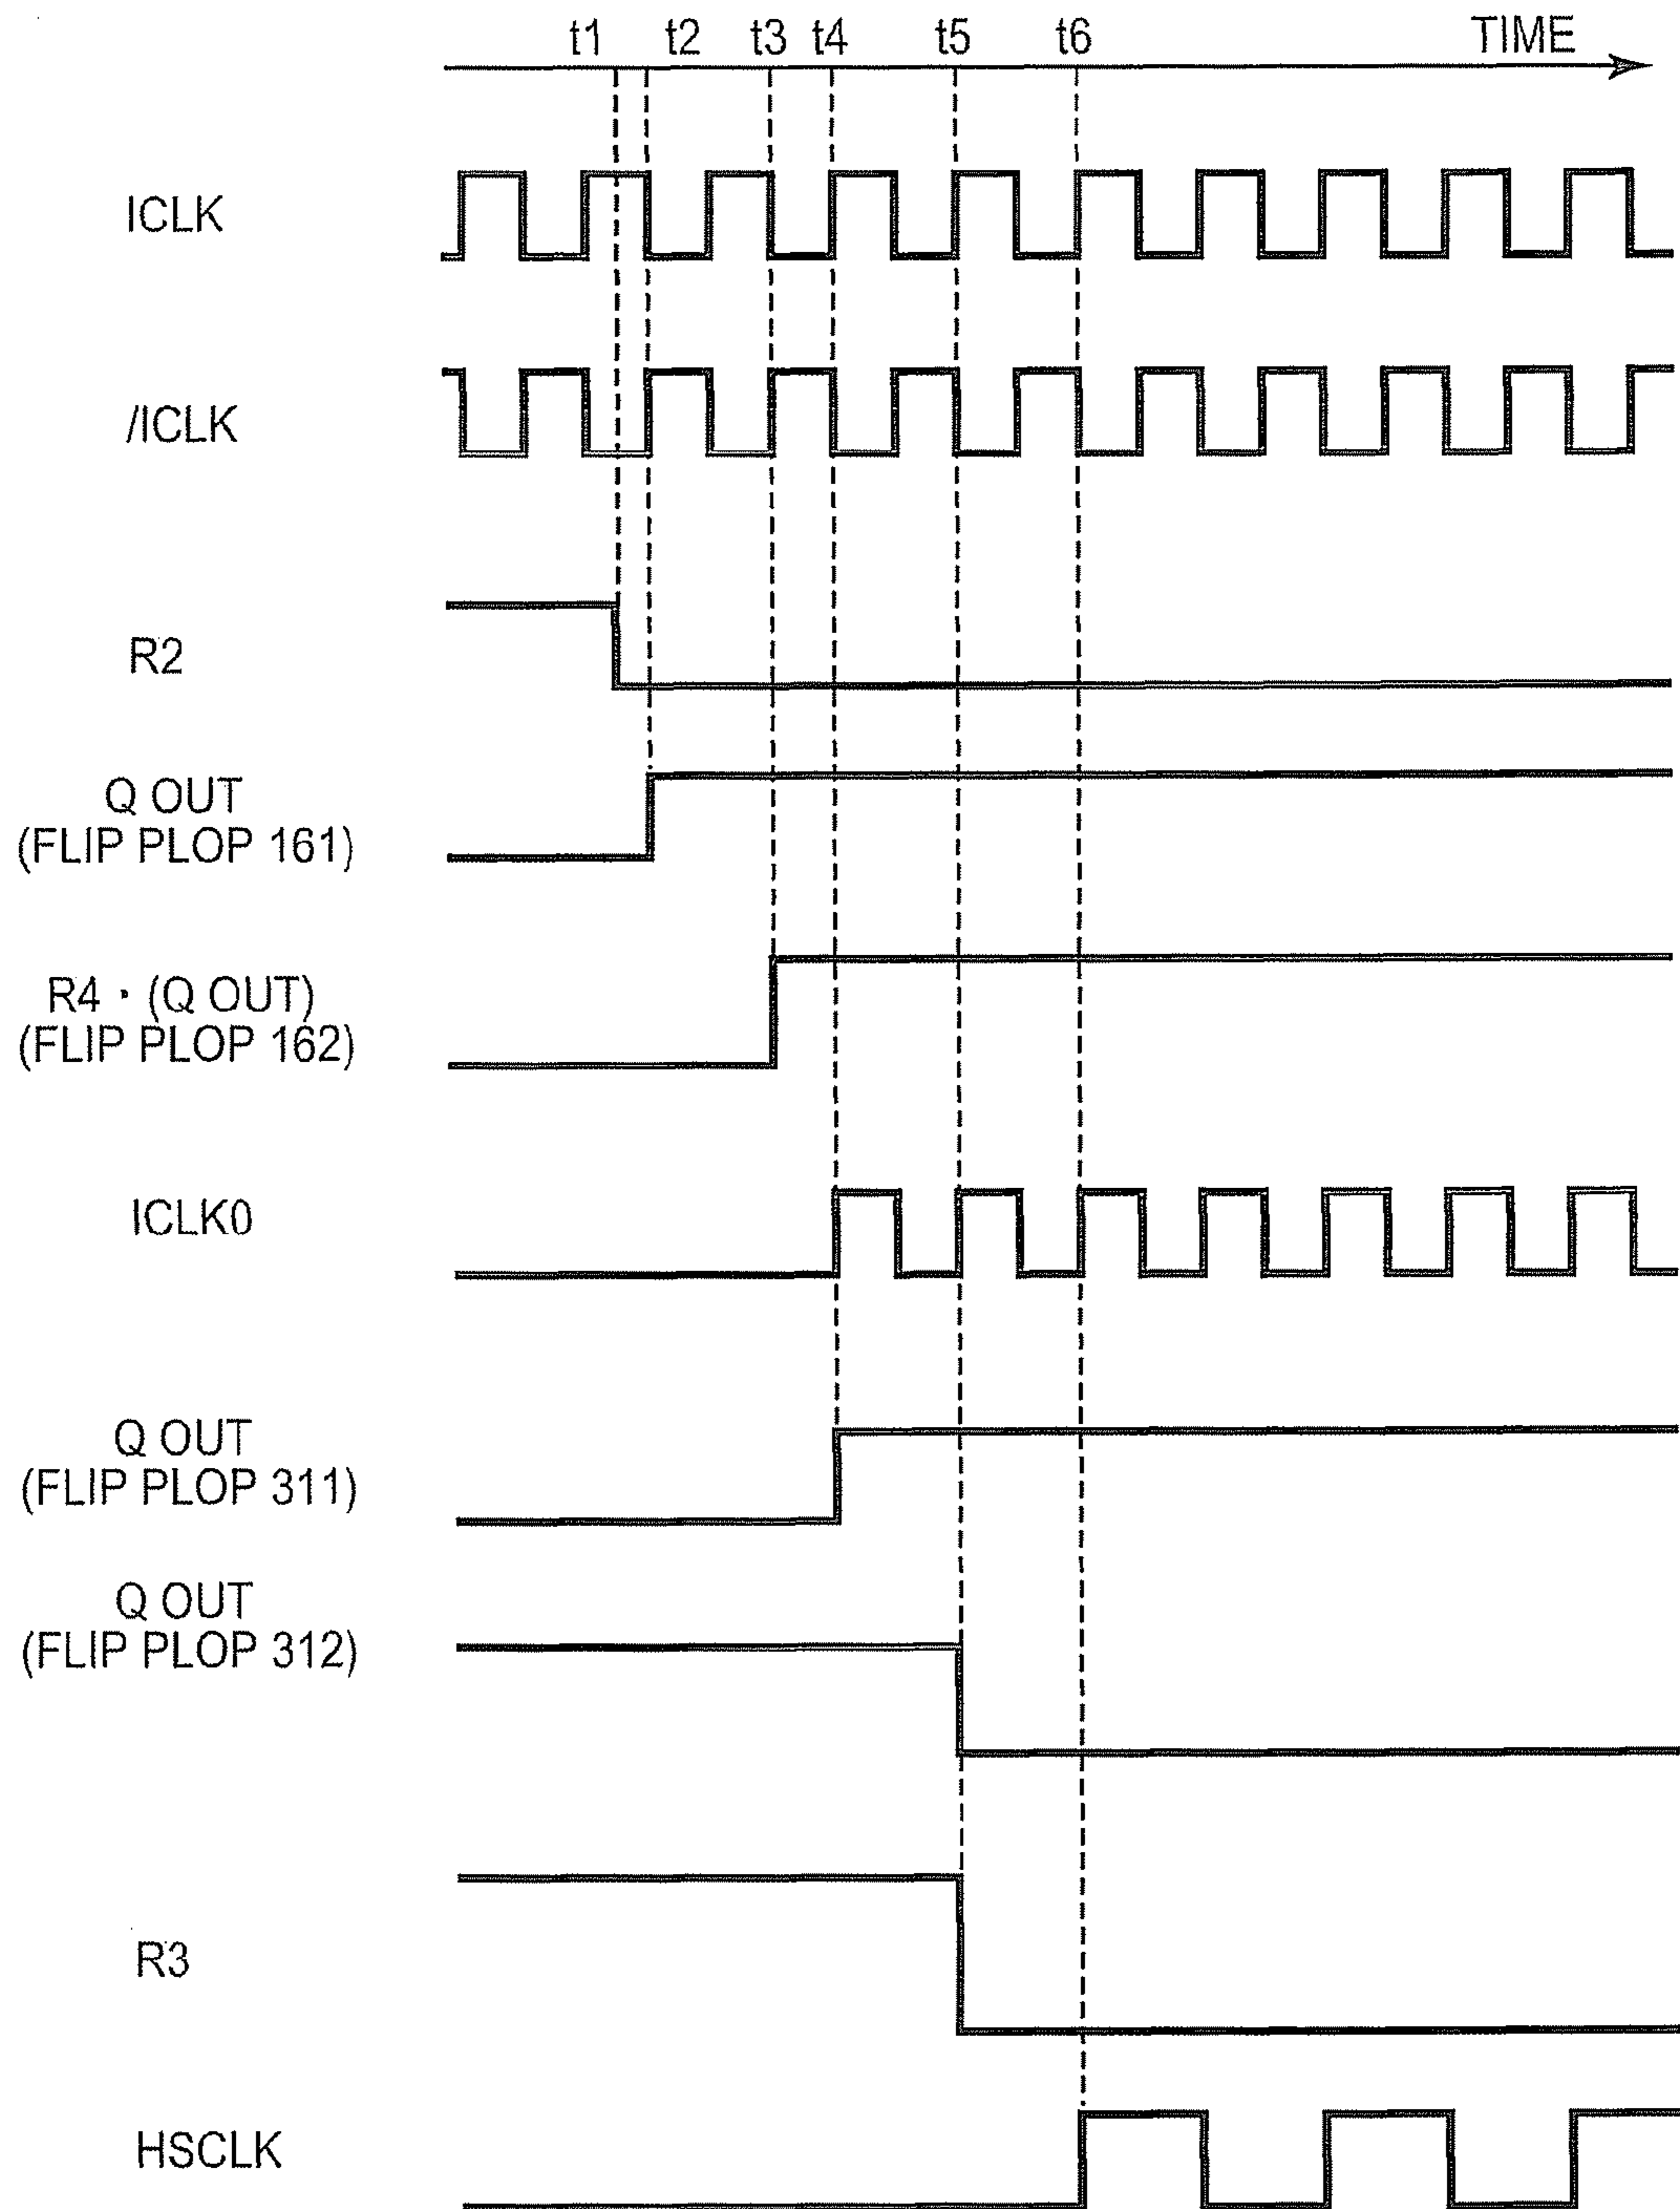 t1 t2 t3 t4 t5 t6 TIME
ICLK
/ICLK
R2
Q OUT
(FLIP PLOP 161)
R4 · (Q OUT)
(FLIP PLOP 162)
ICLK0
Q OUT
(FLIP PLOP 311)
Q OUT
(FLIP PLOP 312)
R3
HSCLK